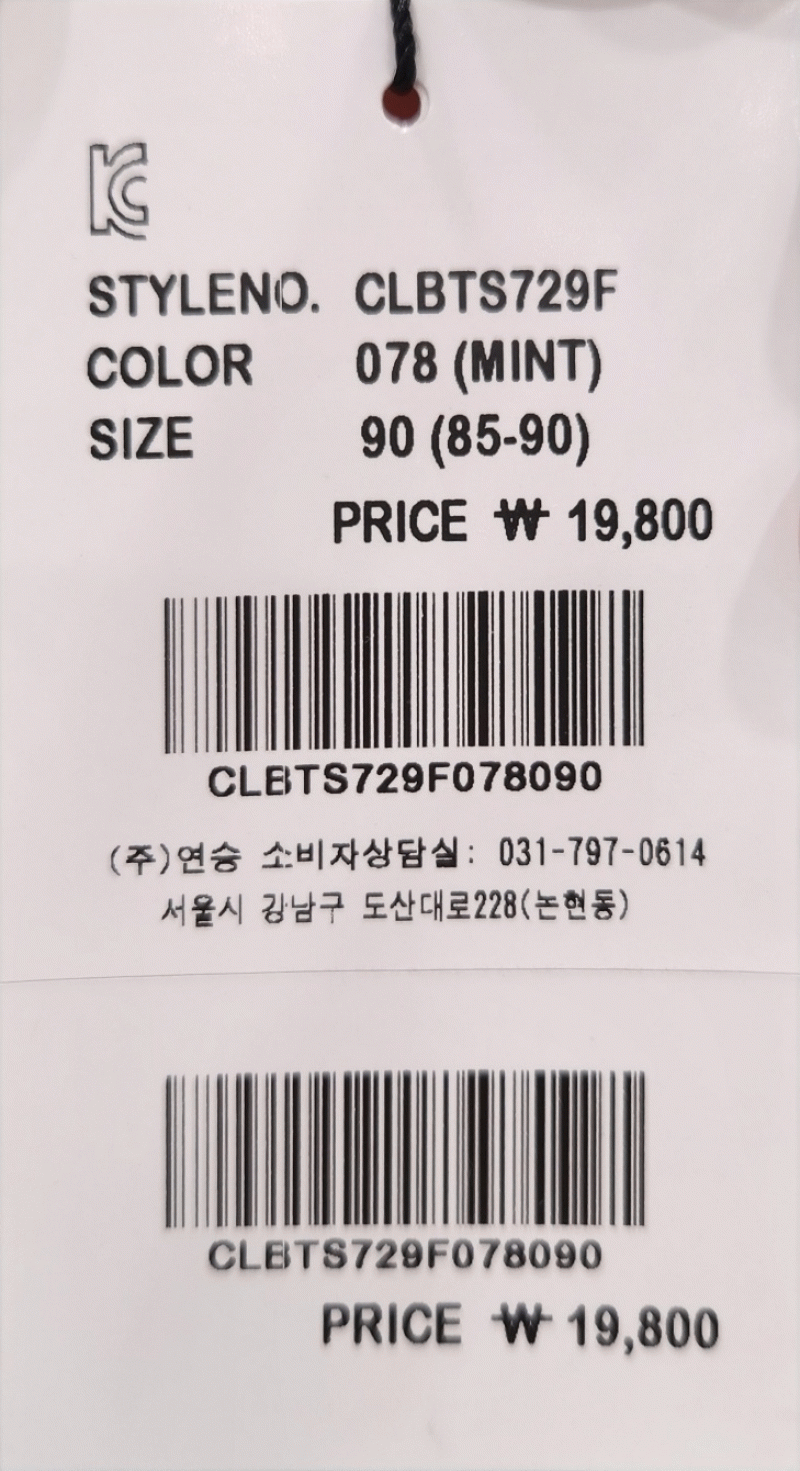 KC
STYLENO. CLBTS729F
COLOR 078 (MINT)
SIZE 90 (85-90)
PRICE ₩ 19,800
CLBTS729F078090
(주)연승 소비자상담실: 031-797-0614
서울시 강남구 도산대로228(논현동)
CLBTS729F078090
PRICE ₩ 19,800